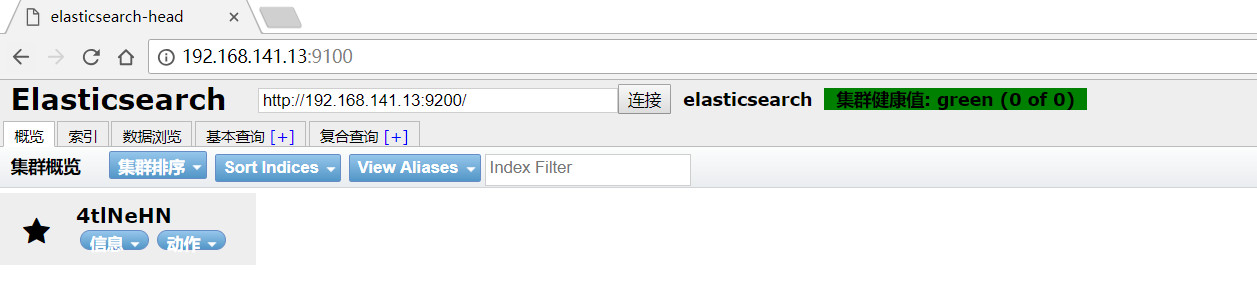 elasticsearch-head
192.168.141.13:9100
Elasticsearch http://192.168.141.13:9200/ 连接 elasticsearch 集群健康值: green (0 of 0)
概览 索引 数据浏览 基本查询 [+] 复合查询 [+]
集群概览 集群排序 Sort Indices View Aliases Index Filter
4tlNeHN
信息 动作